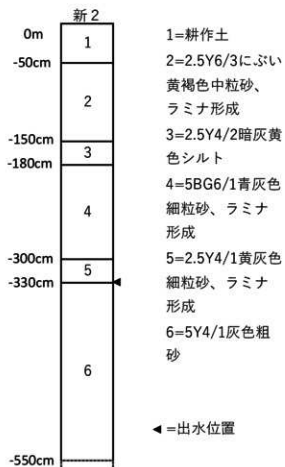 新2
0m
1
-50cm
2
-150cm
3
-180cm
4
-300cm
5
-330cm
6
-550cm
1=耕作土
2=2.5Y6/3にぶい
黄褐色中粒砂、
ラミナ形成
3=2.5Y4/2暗灰黄
色シルト
4=5BG6/1青灰色
細粒砂、ラミナ
形成
5=2.5Y4/1黄灰色
細粒砂、ラミナ
形成
6=5Y4/1灰色粗
砂
◀=出水位置